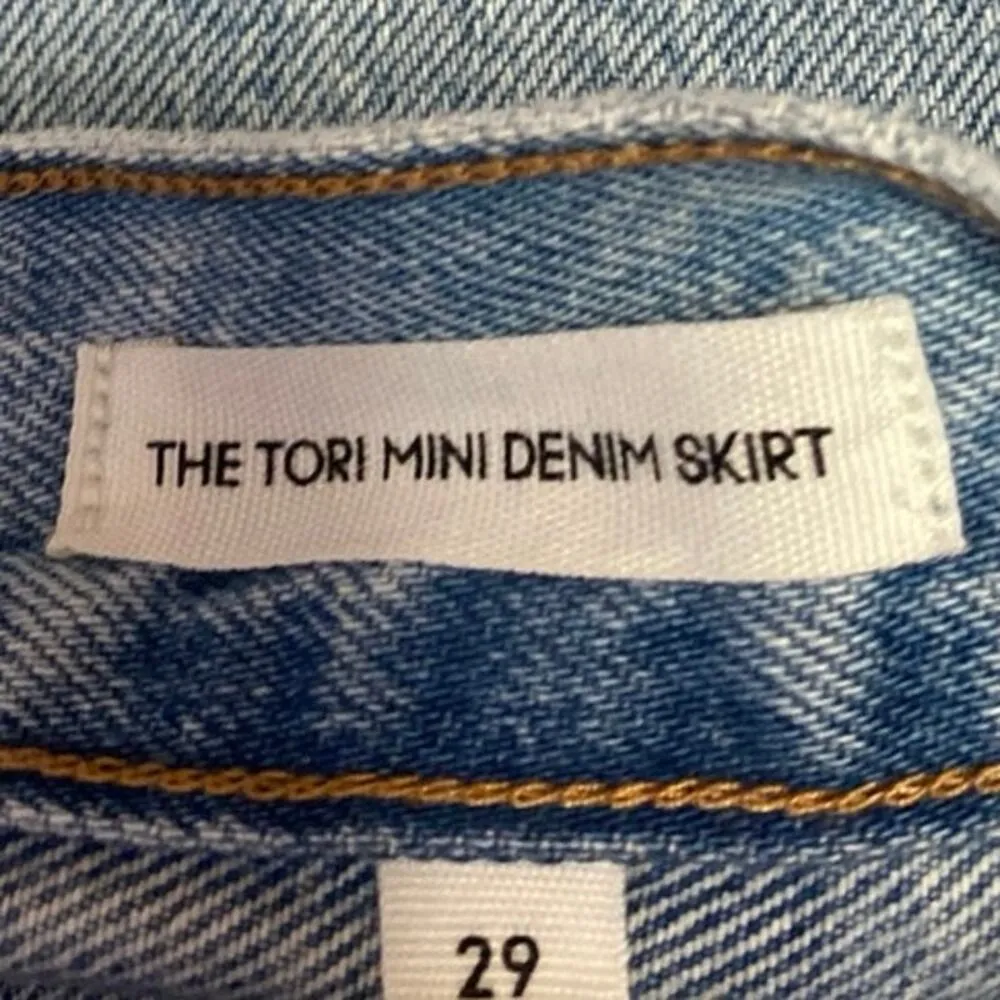 THE TORI MINI DENIM SKIRT
29